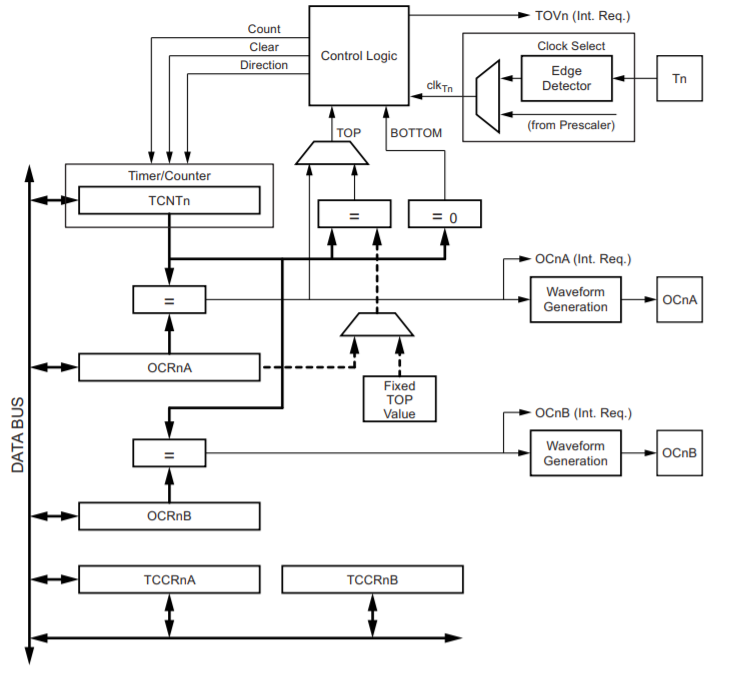 TOVn (Int. Req.)
Count
Clear
Direction
Control Logic
Clock Select
Edge
Detector
Tn
clkTn
(from Prescaler)
TOP
BOTTOM
Timer/Counter
TCNTn
=
= 0
OCnA (Int. Req.)
=
Waveform
Generation
OCnA
OCRnA
Fixed
TOP
Value
DATA BUS
OCnB (Int. Req.)
=
Waveform
Generation
OCnB
OCRnB
TCCRnA
TCCRnB